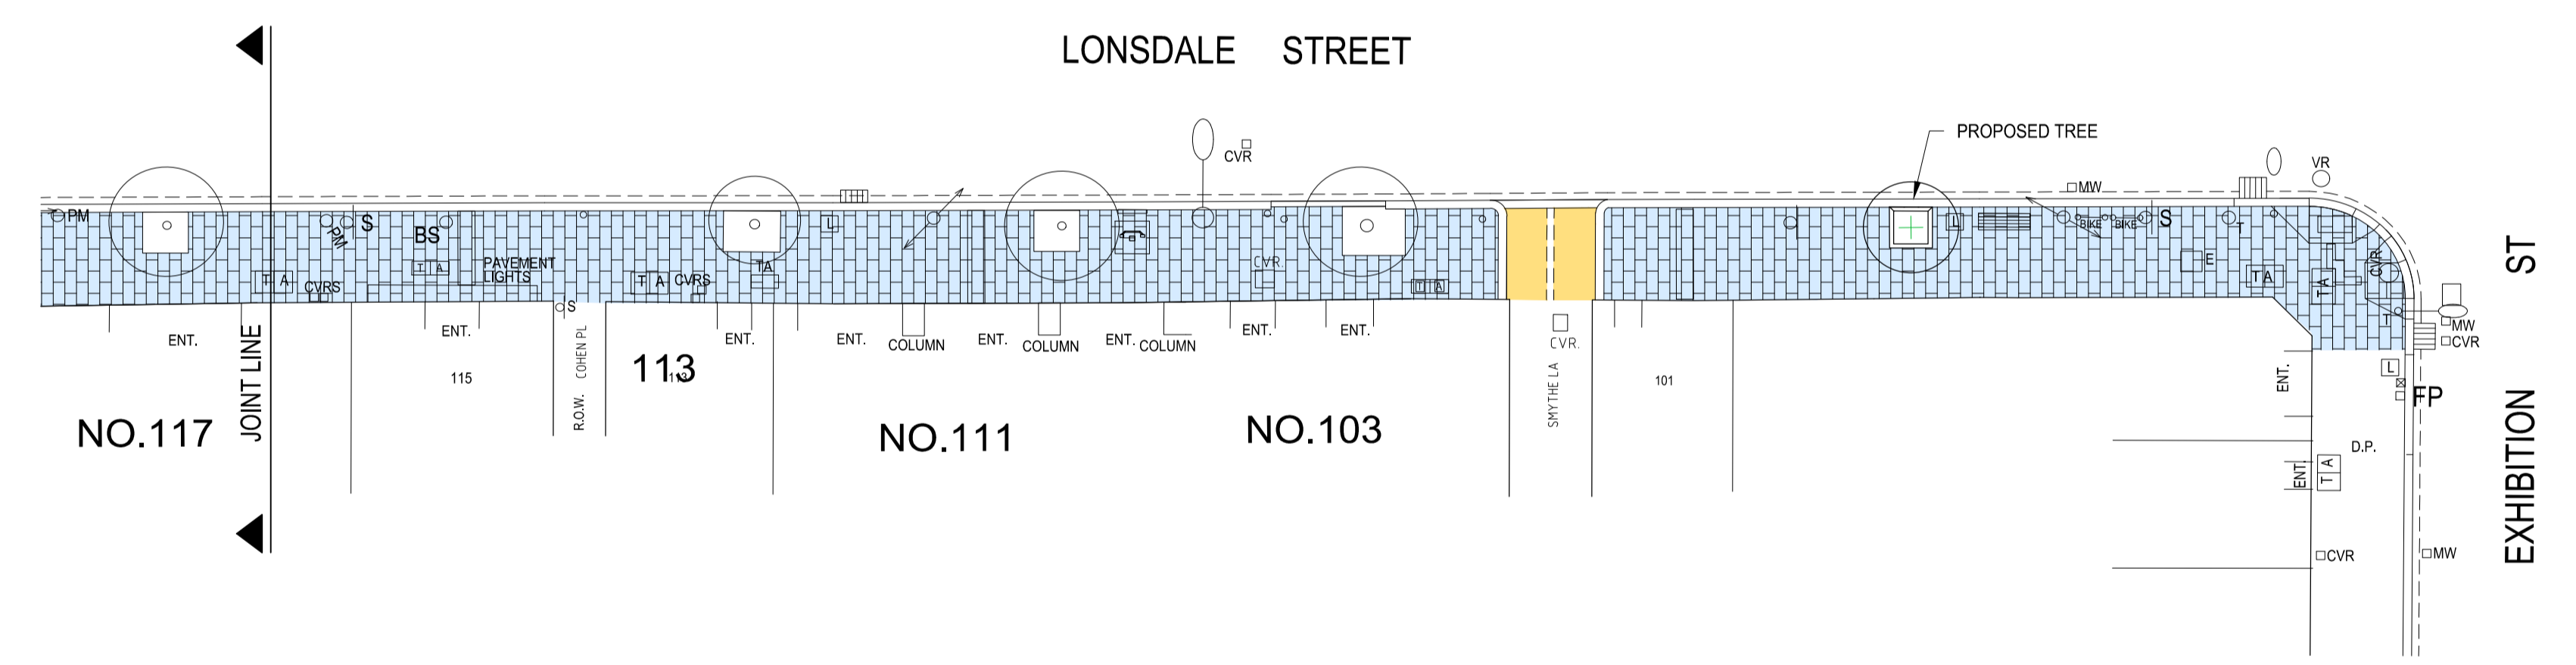 LONSDALE STREET
PROPOSED TREE
CVR
VR
MW
PM
PM
S
BS
L
L
BIKE
BIKE
S
T
CVR
T A
CVRS
T A
PAVEMENT
LIGHTS
T A
CVRS
TA
CVR.
T A
E
T A
TA
T
S
ENT.
ENT.
ENT.
ENT.
COLUMN
ENT.
COLUMN
ENT.
COLUMN
ENT.
ENT.
CVR.
MW
CVR
ST
JOINT LINE
115
R.O.W. COHEN PL
113
113
SMYTHE LA
101
ENT.
L
FP
NO.117
NO.111
NO.103
D.P.
ENT.
T A
EXHIBITION
CVR
MW